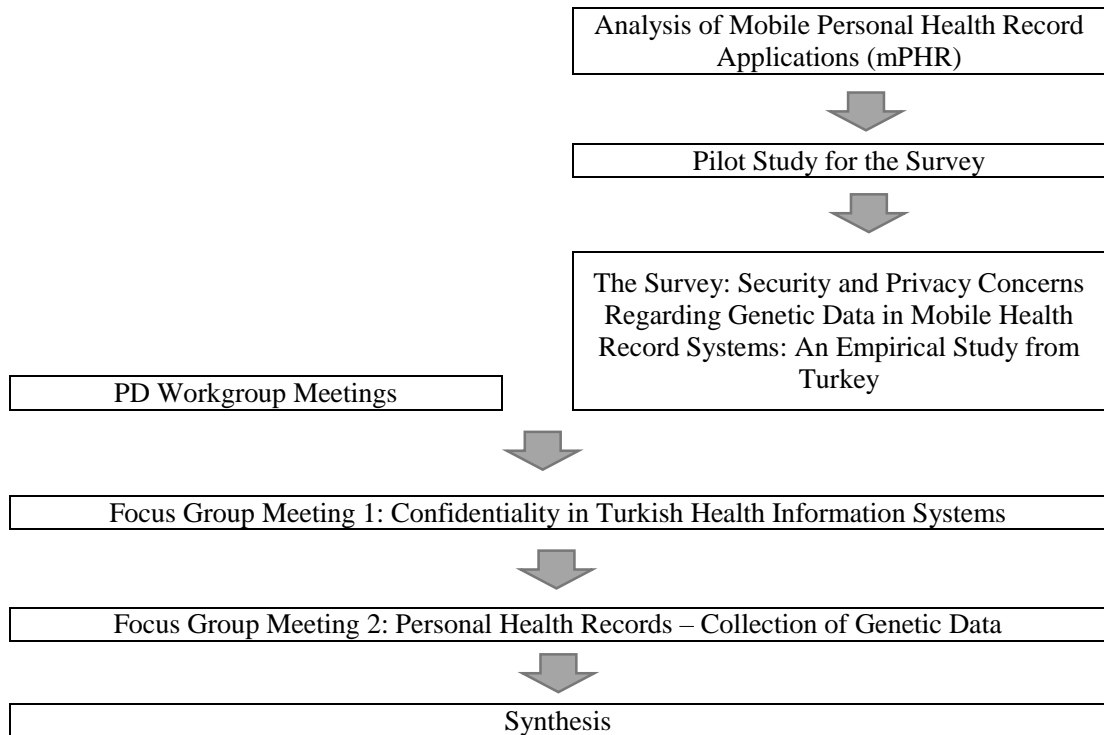 Analysis of Mobile Personal Health Record
Applications (mPHR)
Pilot Study for the Survey
The Survey: Security and Privacy Concerns
Regarding Genetic Data in Mobile Health
Record Systems: An Empirical Study from
Turkey
PD Workgroup Meetings
Focus Group Meeting 1: Confidentiality in Turkish Health Information Systems
Focus Group Meeting 2: Personal Health Records – Collection of Genetic Data
Synthesis